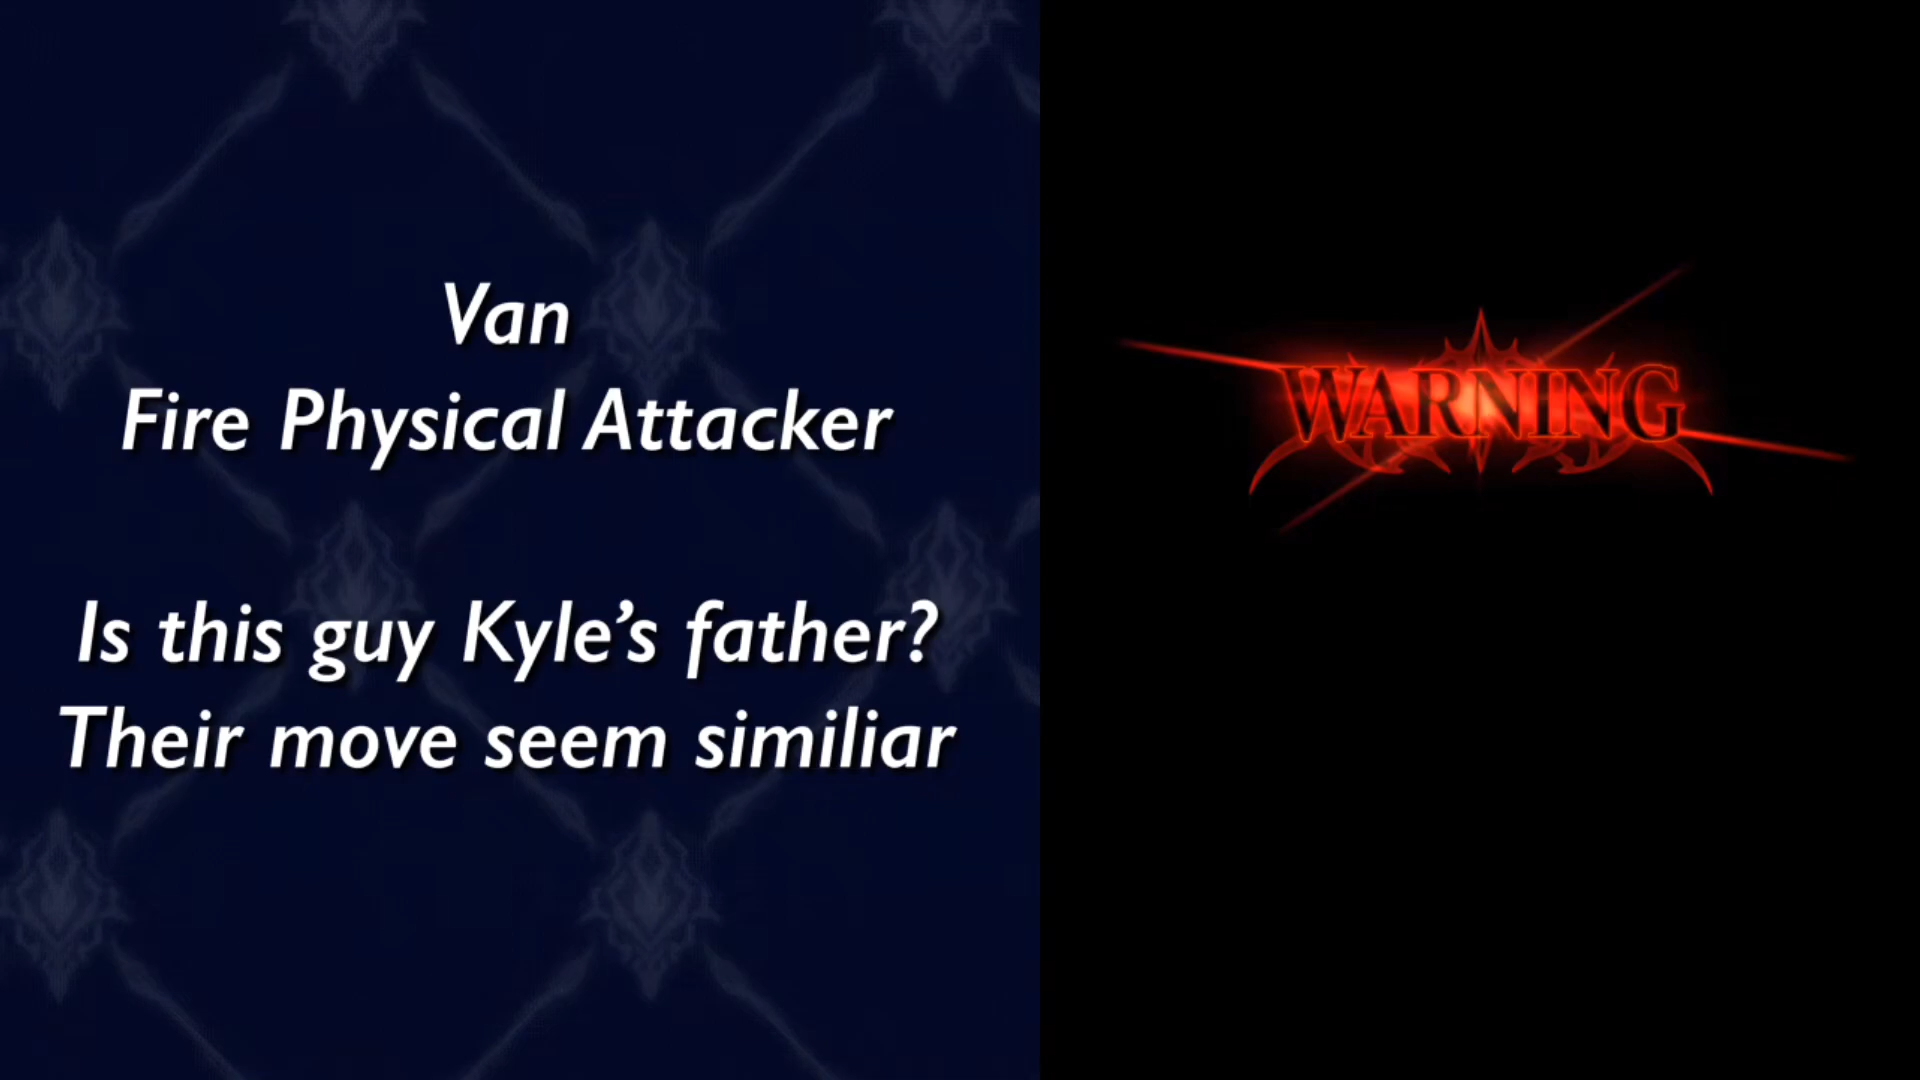 Van
Fire Physical Attacker
Is this guy Kyle’s father?
Their move seem similiar
WARNING